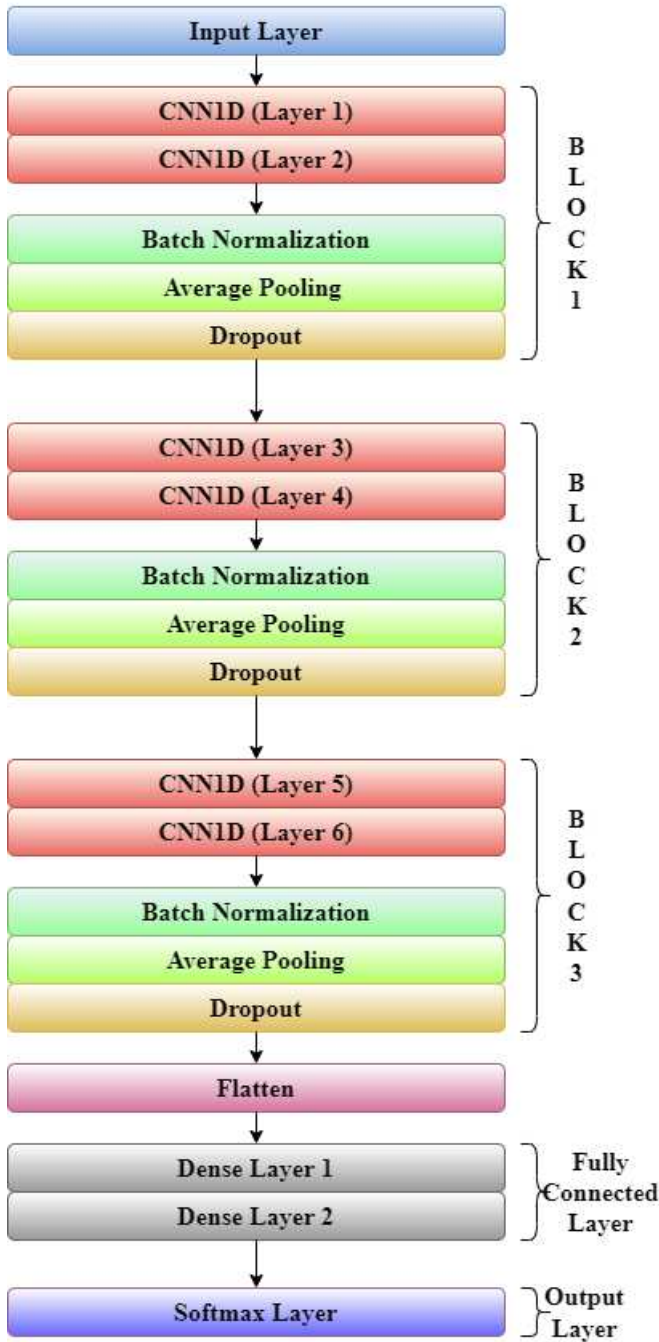 Input Layer
CNN1D (Layer 1)
CNN1D (Layer 2)
Batch Normalization
Average Pooling
Dropout
B
L
O
C
K
1
CNN1D (Layer 3)
CNN1D (Layer 4)
Batch Normalization
Average Pooling
Dropout
B
L
O
C
K
2
CNN1D (Layer 5)
CNN1D (Layer 6)
Batch Normalization
Average Pooling
Dropout
B
L
O
C
K
3
Flatten
Dense Layer 1
Dense Layer 2
Fully
Connected
Layer
Softmax Layer
Output
Layer